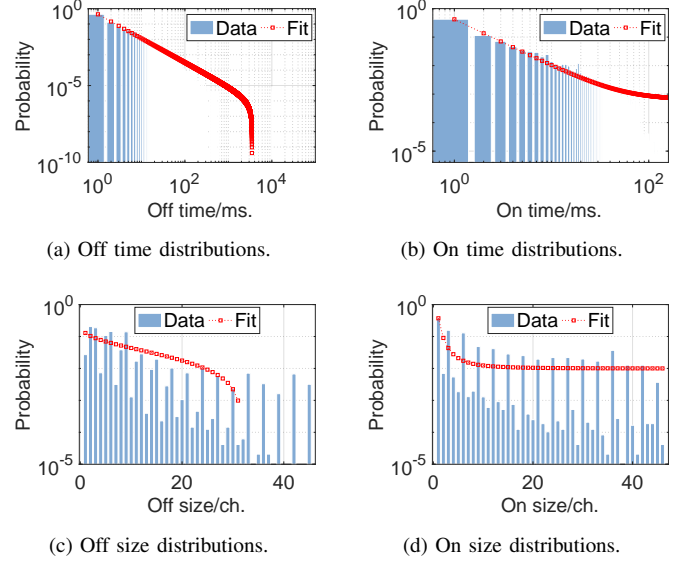 10^0
10^-5
10^-10
Probability
Data Fit
10^0 10^2 10^4
Off time/ms.
(a) Off time distributions.
10^0
10^-2
10^-4
Probability
Data Fit
10^0 10^2
On time/ms.
(b) On time distributions.
10^0
10^-5
Probability
Data Fit
0 20 40
Off size/ch.
(c) Off size distributions.
10^0
10^-5
Probability
Data Fit
0 20 40
On size/ch.
(d) On size distributions.